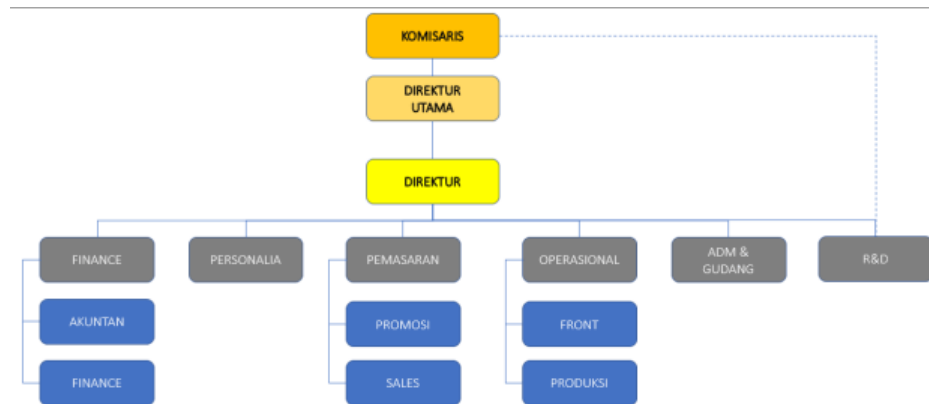 KOMISARIS
DIREKTUR
UTAMA
DIREKTUR
FINANCE
PERSONALIA
PEMASARAN
OPERASIONAL
ADM &
GUDANG
R&D
AKUNTAN
PROMOSI
FRONT
FINANCE
SALES
PRODUKSI